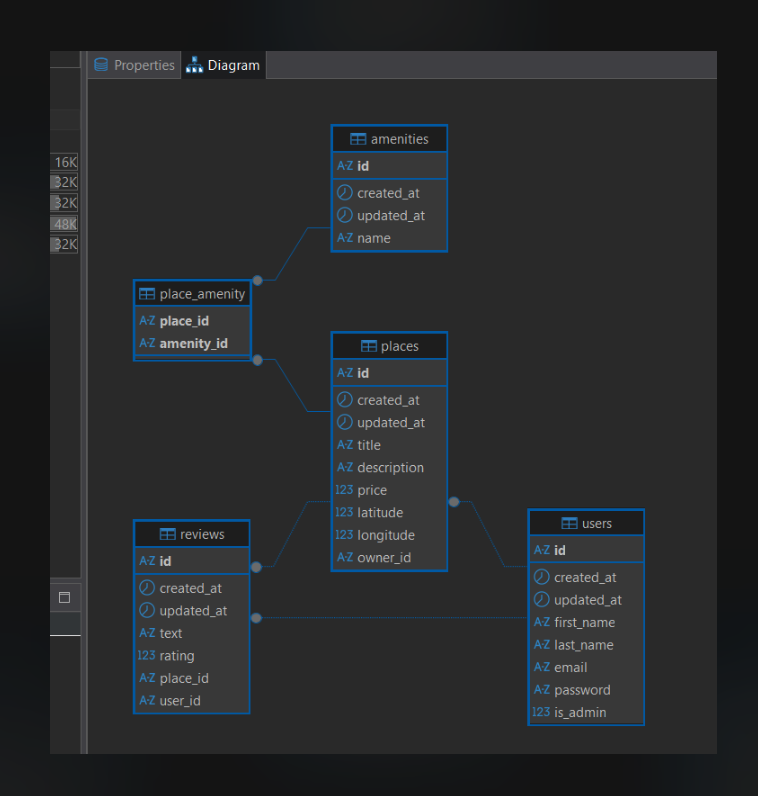 Properties
Diagram
16K
32K
32K
48K
32K
amenities
A-Z id
created_at
updated_at
A-Z name
place_amenity
A-Z place_id
A-Z amenity_id
places
A-Z id
created_at
updated_at
A-Z title
A-Z description
123 price
123 latitude
123 longitude
A-Z owner_id
reviews
A-Z id
created_at
updated_at
A-Z text
123 rating
A-Z place_id
A-Z user_id
users
A-Z id
created_at
updated_at
A-Z first_name
A-Z last_name
A-Z email
A-Z password
123 is_admin